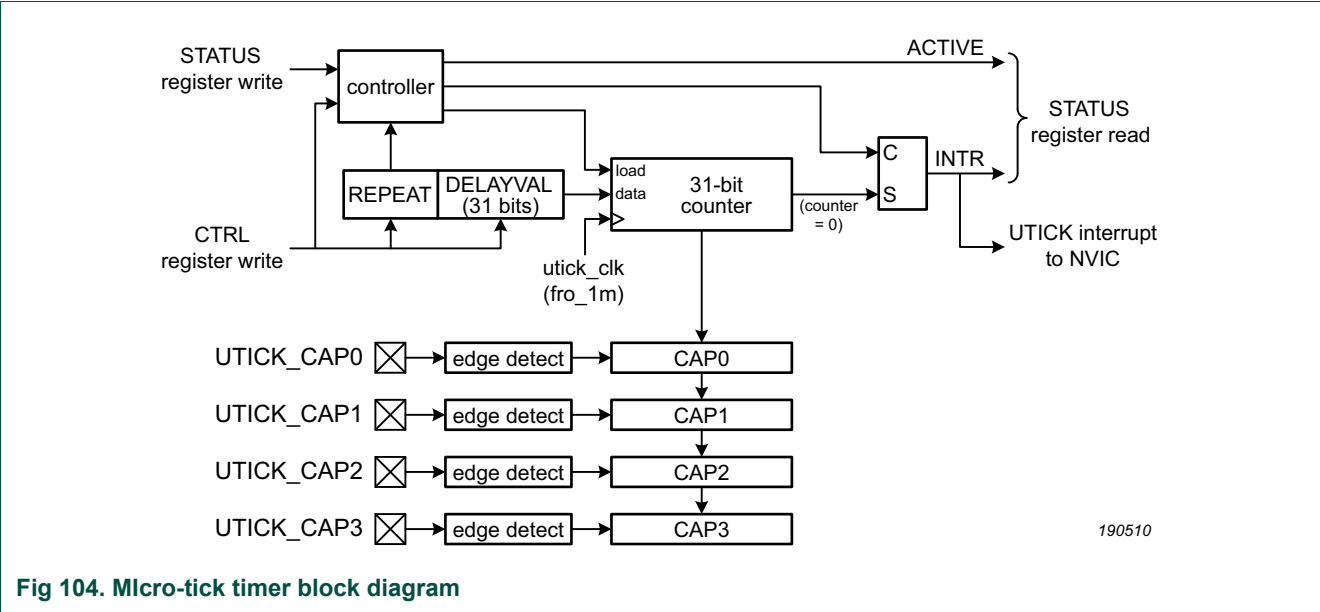 STATUS
register write
controller
ACTIVE
STATUS
register read
REPEAT
DELAYVAL
(31 bits)
load
data
31-bit
counter
(counter
= 0)
C
S
INTR
CTRL
register write
utick_clk
(fro_1m)
UTICK interrupt
to NVIC
UTICK_CAP0
edge detect
CAP0
UTICK_CAP1
edge detect
CAP1
UTICK_CAP2
edge detect
CAP2
UTICK_CAP3
edge detect
CAP3
190510
Fig 104. MIcro-tick timer block diagram